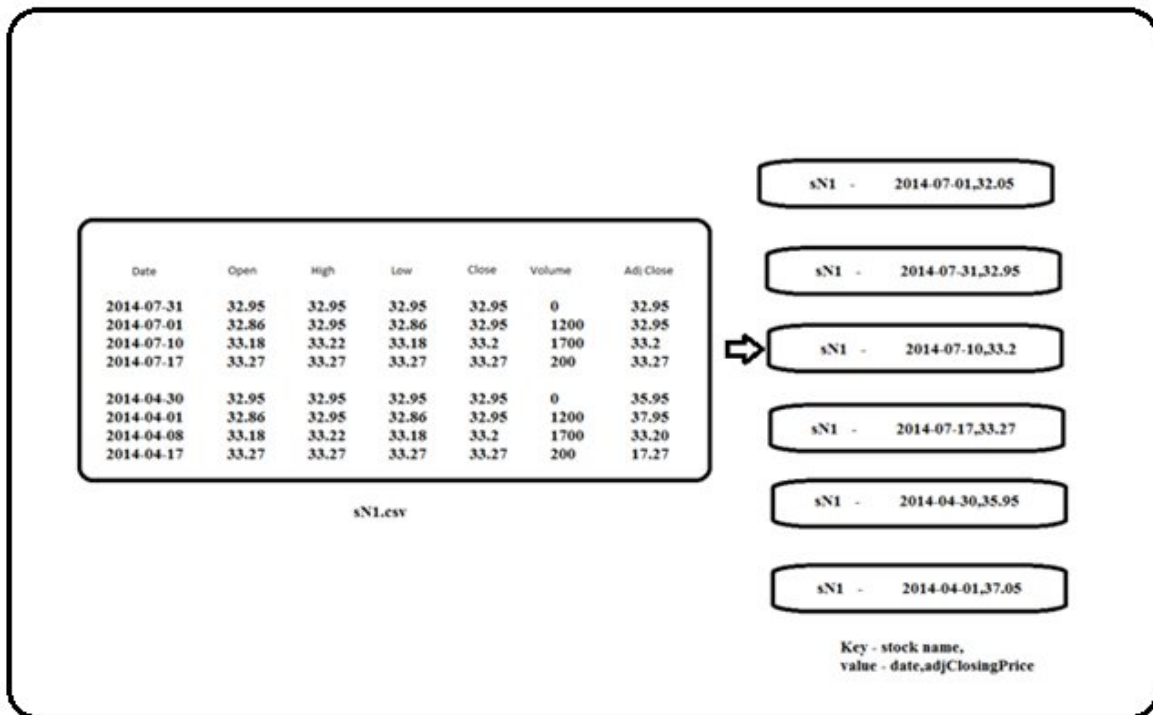 Date Open High Low Close Volume Adj Close
2014-07-31 32.95 32.95 32.95 32.95 0 32.95
2014-07-01 32.86 32.95 32.86 32.95 1200 32.95
2014-07-10 33.18 33.22 33.18 33.2 1700 33.2
2014-07-17 33.27 33.27 33.27 33.27 200 33.27
2014-04-30 32.95 32.95 32.95 32.95 0 35.95
2014-04-01 32.86 32.95 32.86 32.95 1200 37.95
2014-04-08 33.18 33.22 33.18 33.2 1700 33.20
2014-04-17 33.27 33.27 33.27 33.27 200 17.27
sN1.csv
sN1 - 2014-07-01,32.05
sN1 - 2014-07-31,32.95
sN1 - 2014-07-10,33.2
sN1 - 2014-07-17,33.27
sN1 - 2014-04-30,35.95
sN1 - 2014-04-01,37.05
Key - stock name,
value - date,adjClosingPrice